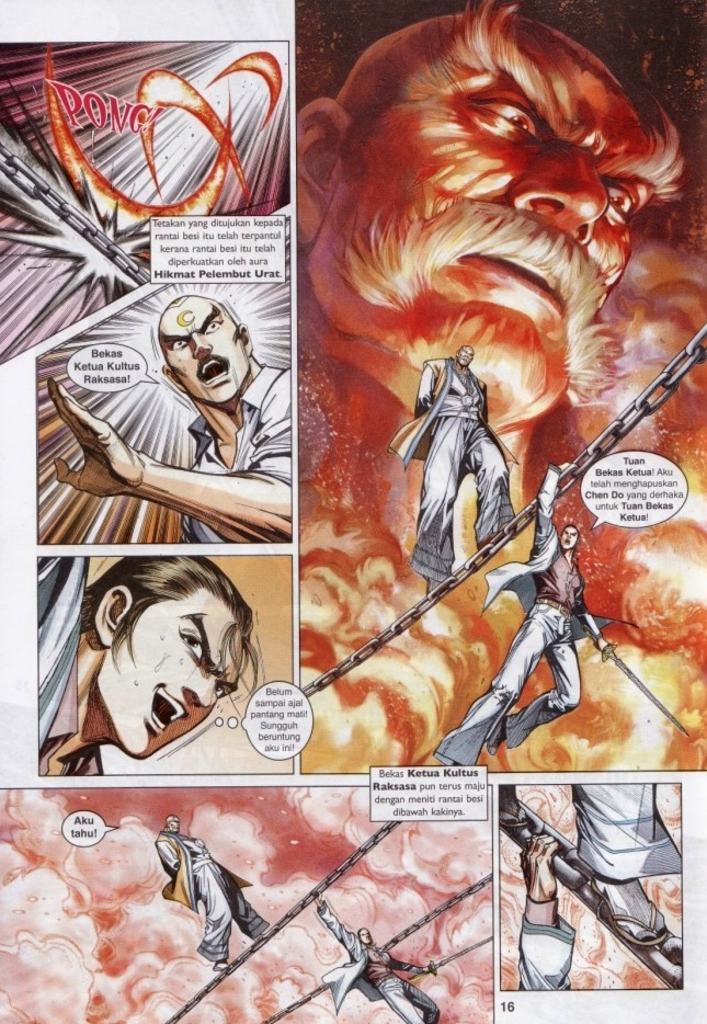 PONG!
Tetakan yang ditujukan kepada
rantai besi itu telah terpantul
kerana rantai besi itu telah
diperkuatkan oleh aura
Hikmat Pelembut Urat.
Bekas
Ketua Kultus
Raksasa!
Tuan
Bekas Ketua! Aku
telah menghapuskan
Chen Do yang derhaka
untuk Tuan Bekas
Ketua!
Belum
sampai ajal
pantang mati!
Sungguh
beruntung
aku ini!
Bekas Ketua Kultus
Raksasa pun terus maju
dengan meniti rantai besi
dibawah kakinya.
Aku
tahu!
16